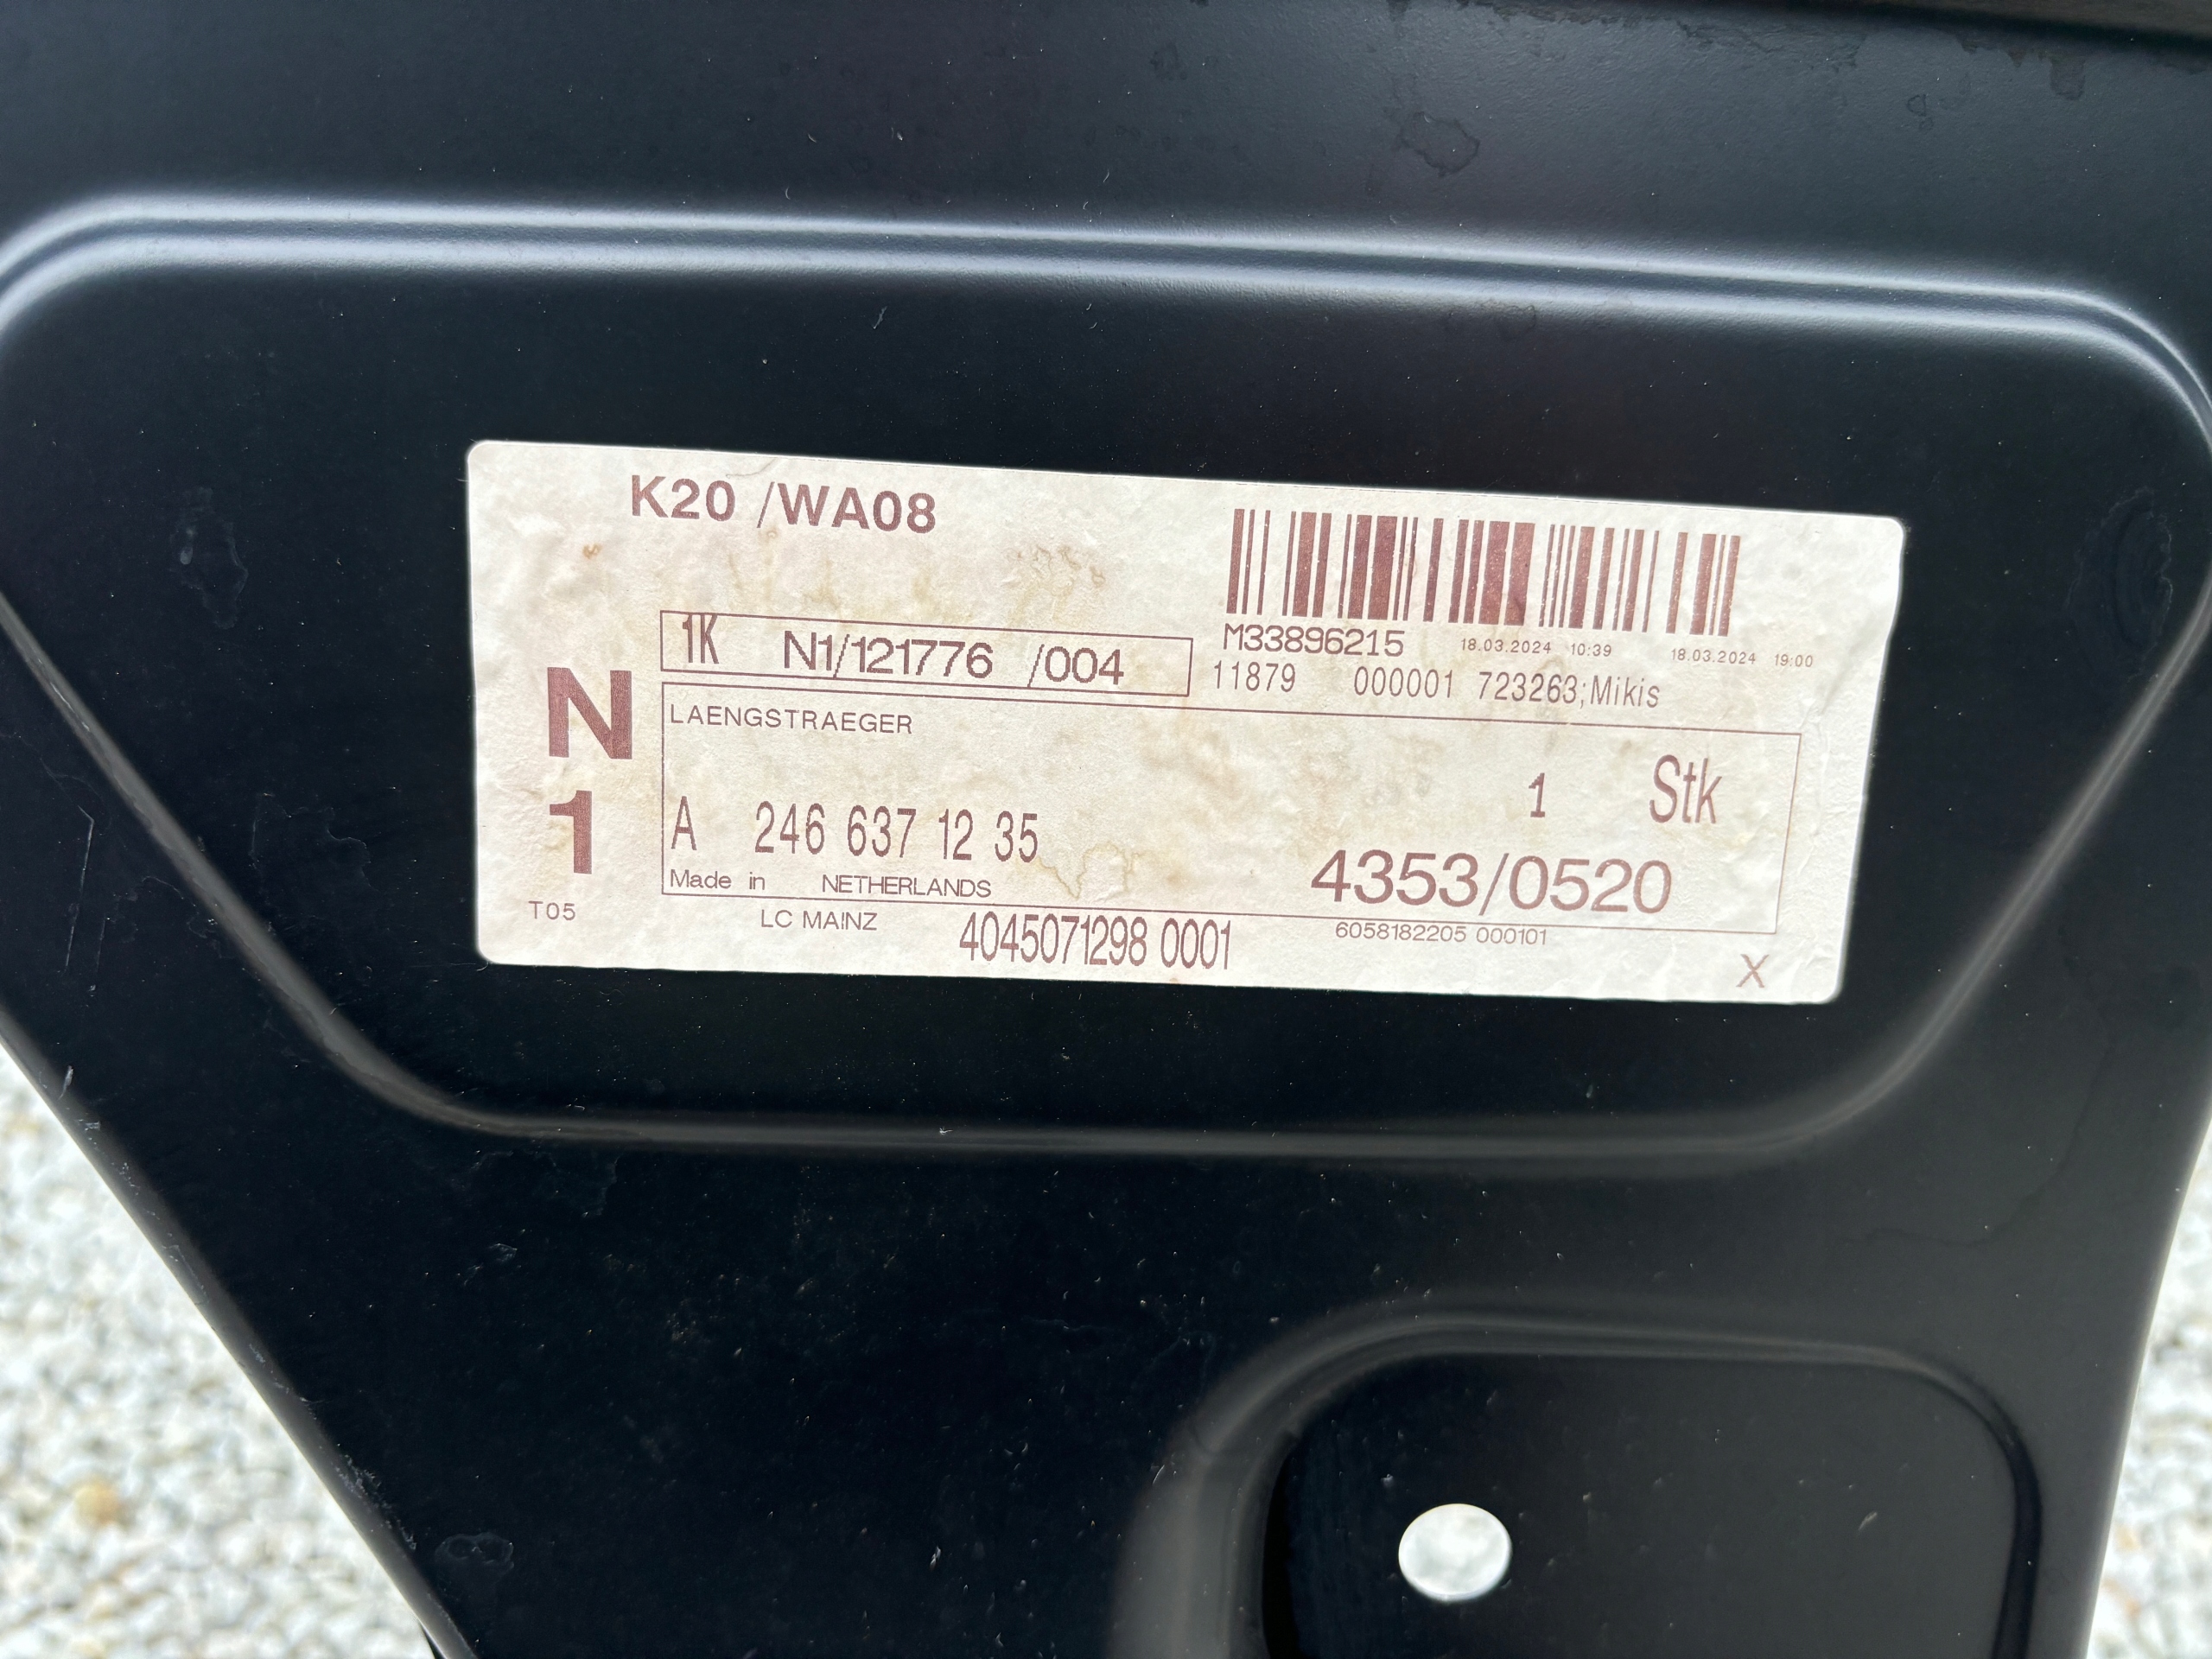 K20 /WA08
M33896215 18.03.2024 10:39 18.03.2024 19:00
1K N1/121776 /004
11879 000001 723263;Mikis
N
1
LAENGSTRAEGER
1 Stk
A 246 637 12 35
4353/0520
Made in NETHERLANDS
T05
LC MAINZ 4045071298 0001 6058182205 000101
X